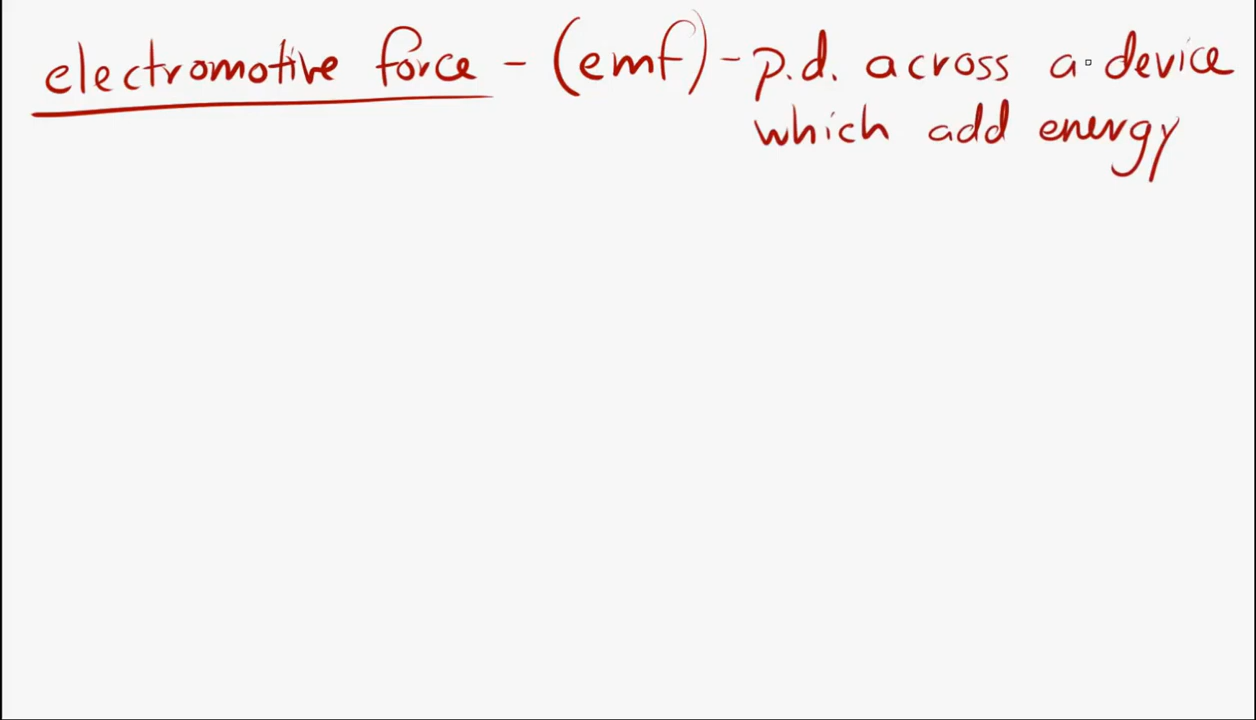 electromotive force - (emf) - p.d. across a device
which add energy